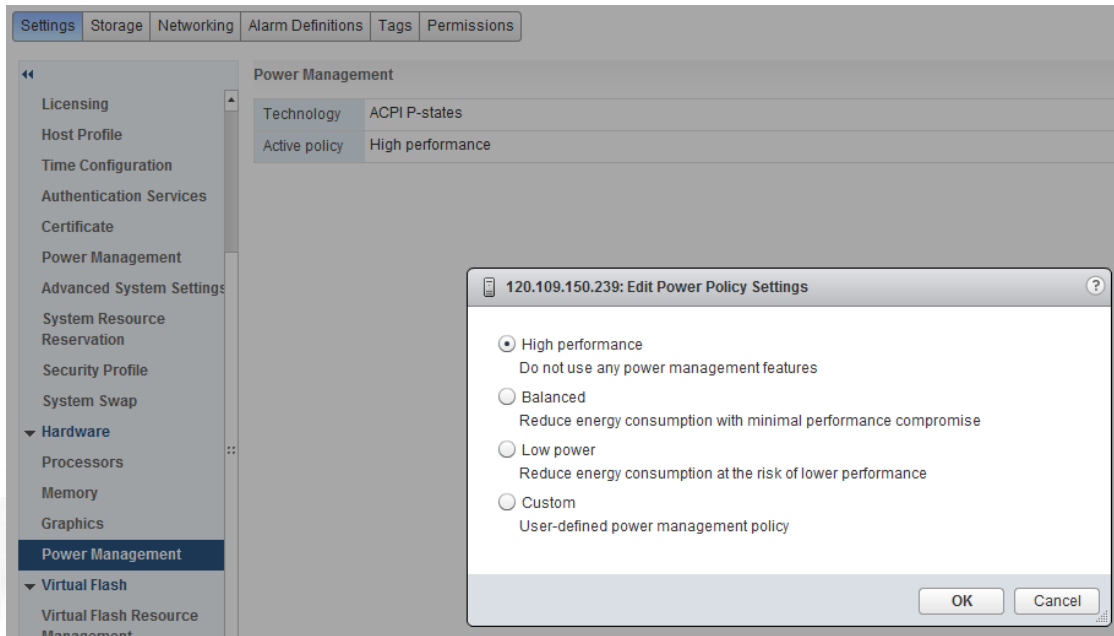 Settings
Storage
Networking
Alarm Definitions
Tags
Permissions
Licensing
Host Profile
Time Configuration
Authentication Services
Certificate
Power Management
Advanced System Settings
System Resource
Reservation
Security Profile
System Swap
Hardware
Processors
Memory
Graphics
Power Management
Virtual Flash
Virtual Flash Resource
Management
Power Management
Technology ACPI P-states
Active policy High performance
120.109.150.239: Edit Power Policy Settings
?
High performance
Do not use any power management features
Balanced
Reduce energy consumption with minimal performance compromise
Low power
Reduce energy consumption at the risk of lower performance
Custom
User-defined power management policy
OK
Cancel